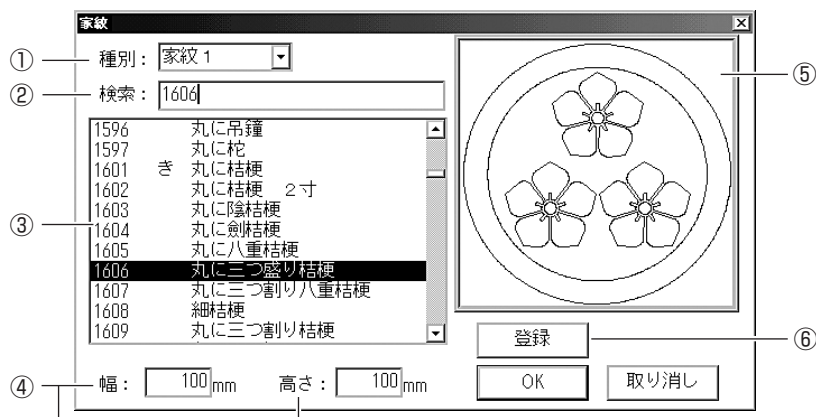 家紋
① 種別： 家紋１
② 検索： 1606
1596 丸に吊鐘
1597 丸に柁
1601 き 丸に桔梗
1602 丸に桔梗 ２寸
1603 丸に陰桔梗
③ 1604 丸に劍桔梗
1605 丸に八重桔梗
1606 丸に三つ盛り桔梗
1607 丸に三つ割り八重桔梗
1608 細桔梗
1609 丸に三つ割り桔梗
④ 幅： 100 mm 高さ： 100 mm
⑤
登録 ⑥
OK 取り消し